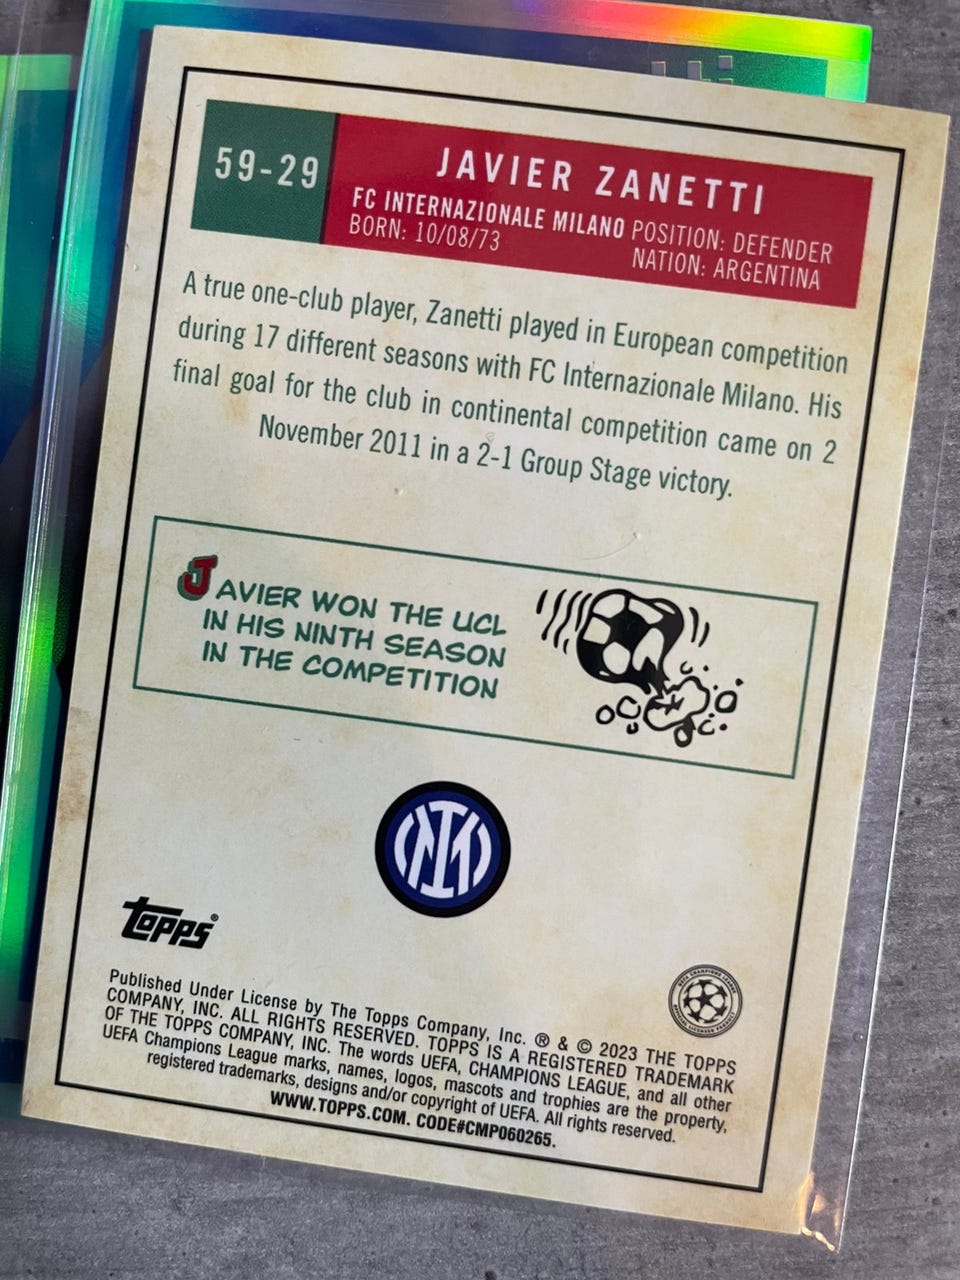 59-29
JAVIER ZANETTI
FC INTERNAZIONALE MILANO POSITION: DEFENDER
BORN: 10/08/73 NATION: ARGENTINA
A true one-club player, Zanetti played in European competition
during 17 different seasons with FC Internazionale Milano. His
final goal for the club in continental competition came on 2
November 2011 in a 2-1 Group Stage victory.
JAVIER WON THE UCL
IN HIS NINTH SEASON
IN THE COMPETITION
topps®
UEFA CHAMPIONS LEAGUE
OFFICIAL LICENSED PRODUCT
Published Under License by The Topps Company, Inc. ® & © 2023 THE TOPPS
COMPANY, INC. ALL RIGHTS RESERVED. TOPPS IS A REGISTERED TRADEMARK
OF THE TOPPS COMPANY, INC. The words UEFA, CHAMPIONS LEAGUE, and all other
UEFA Champions League marks, names, logos, mascots and trophies are the property,
registered trademarks, designs and/or copyright of UEFA. All rights reserved.
WWW.TOPPS.COM. CODE#CMP060265.